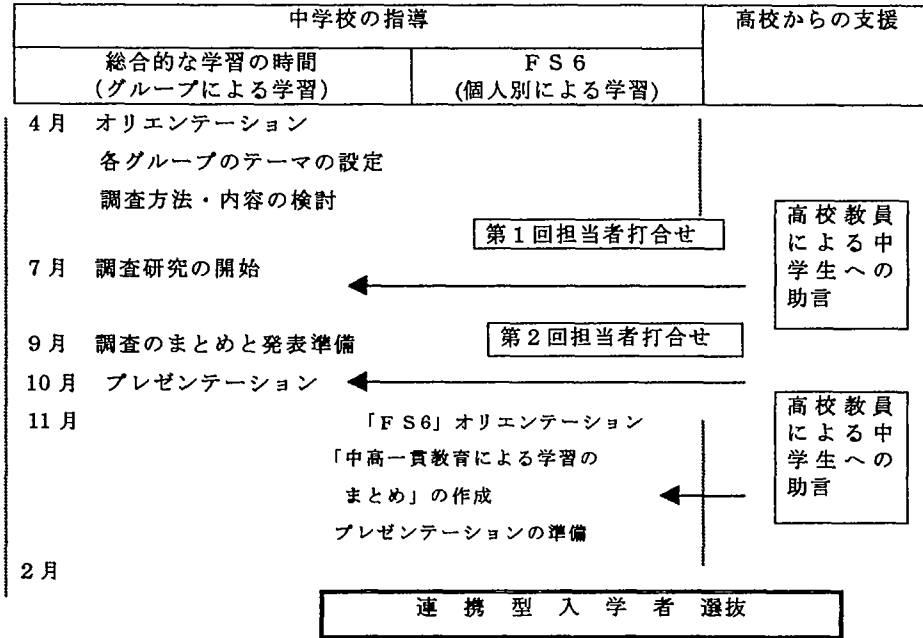 中学校の指導
高校からの支援
総合的な学習の時間
(グループによる学習)
FS6
(個人別による学習)
4月 オリエンテーション
各グループのテーマの設定
調査方法・内容の検討
第1回担当者打合せ
高校教員
による中
学生への
助言
7月 調査研究の開始
第2回担当者打合せ
9月 調査のまとめと発表準備
10月 プレゼンテーション
11月
「FS6」オリエンテーション
「中高一貫教育による学習の
まとめ」の作成
プレゼンテーションの準備
高校教員
による中
学生への
助言
2月
連携型入学者選抜